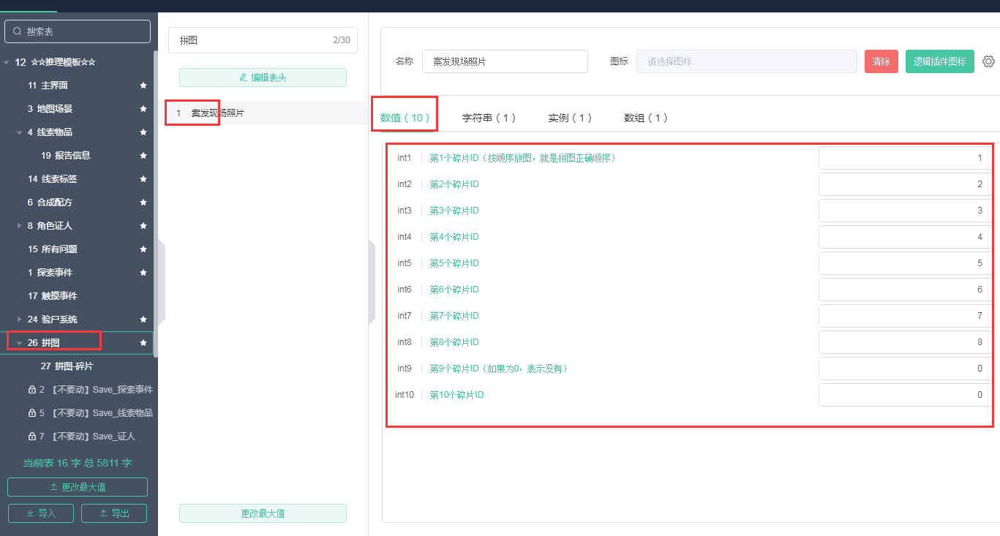 搜索表
12 ☆☆推理模板☆☆
11 主界面
3 地图场景
4 线索物品
19 报告信息
14 线索标签
6 合成配方
8 角色证人
15 所有问题
1 探索事件
17 触摸事件
24 验尸系统
26 拼图
27 拼图-碎片
2 【不要动】Save_探索事件
5 【不要动】Save_线索物品
7 【不要动】Save_证人
当前表 16 字 总 5811 字
更改最大值
导入 导出
拼图 2/30
编辑表头
1 案发现场照片
更改最大值
名称 案发现场照片 图标 请选择图标 清除 逻辑插件图标
数值（10） 字符串（1） 实例（1） 数组（1）
int1 第1个碎片ID（按顺序放图，就是拼图正确顺序） 1
int2 第2个碎片ID 2
int3 第3个碎片ID 3
int4 第4个碎片ID 4
int5 第5个碎片ID 5
int6 第6个碎片ID 6
int7 第7个碎片ID 7
int8 第8个碎片ID 8
int9 第9个碎片ID（如果为0，表示没有） 0
int10 第10个碎片ID 0